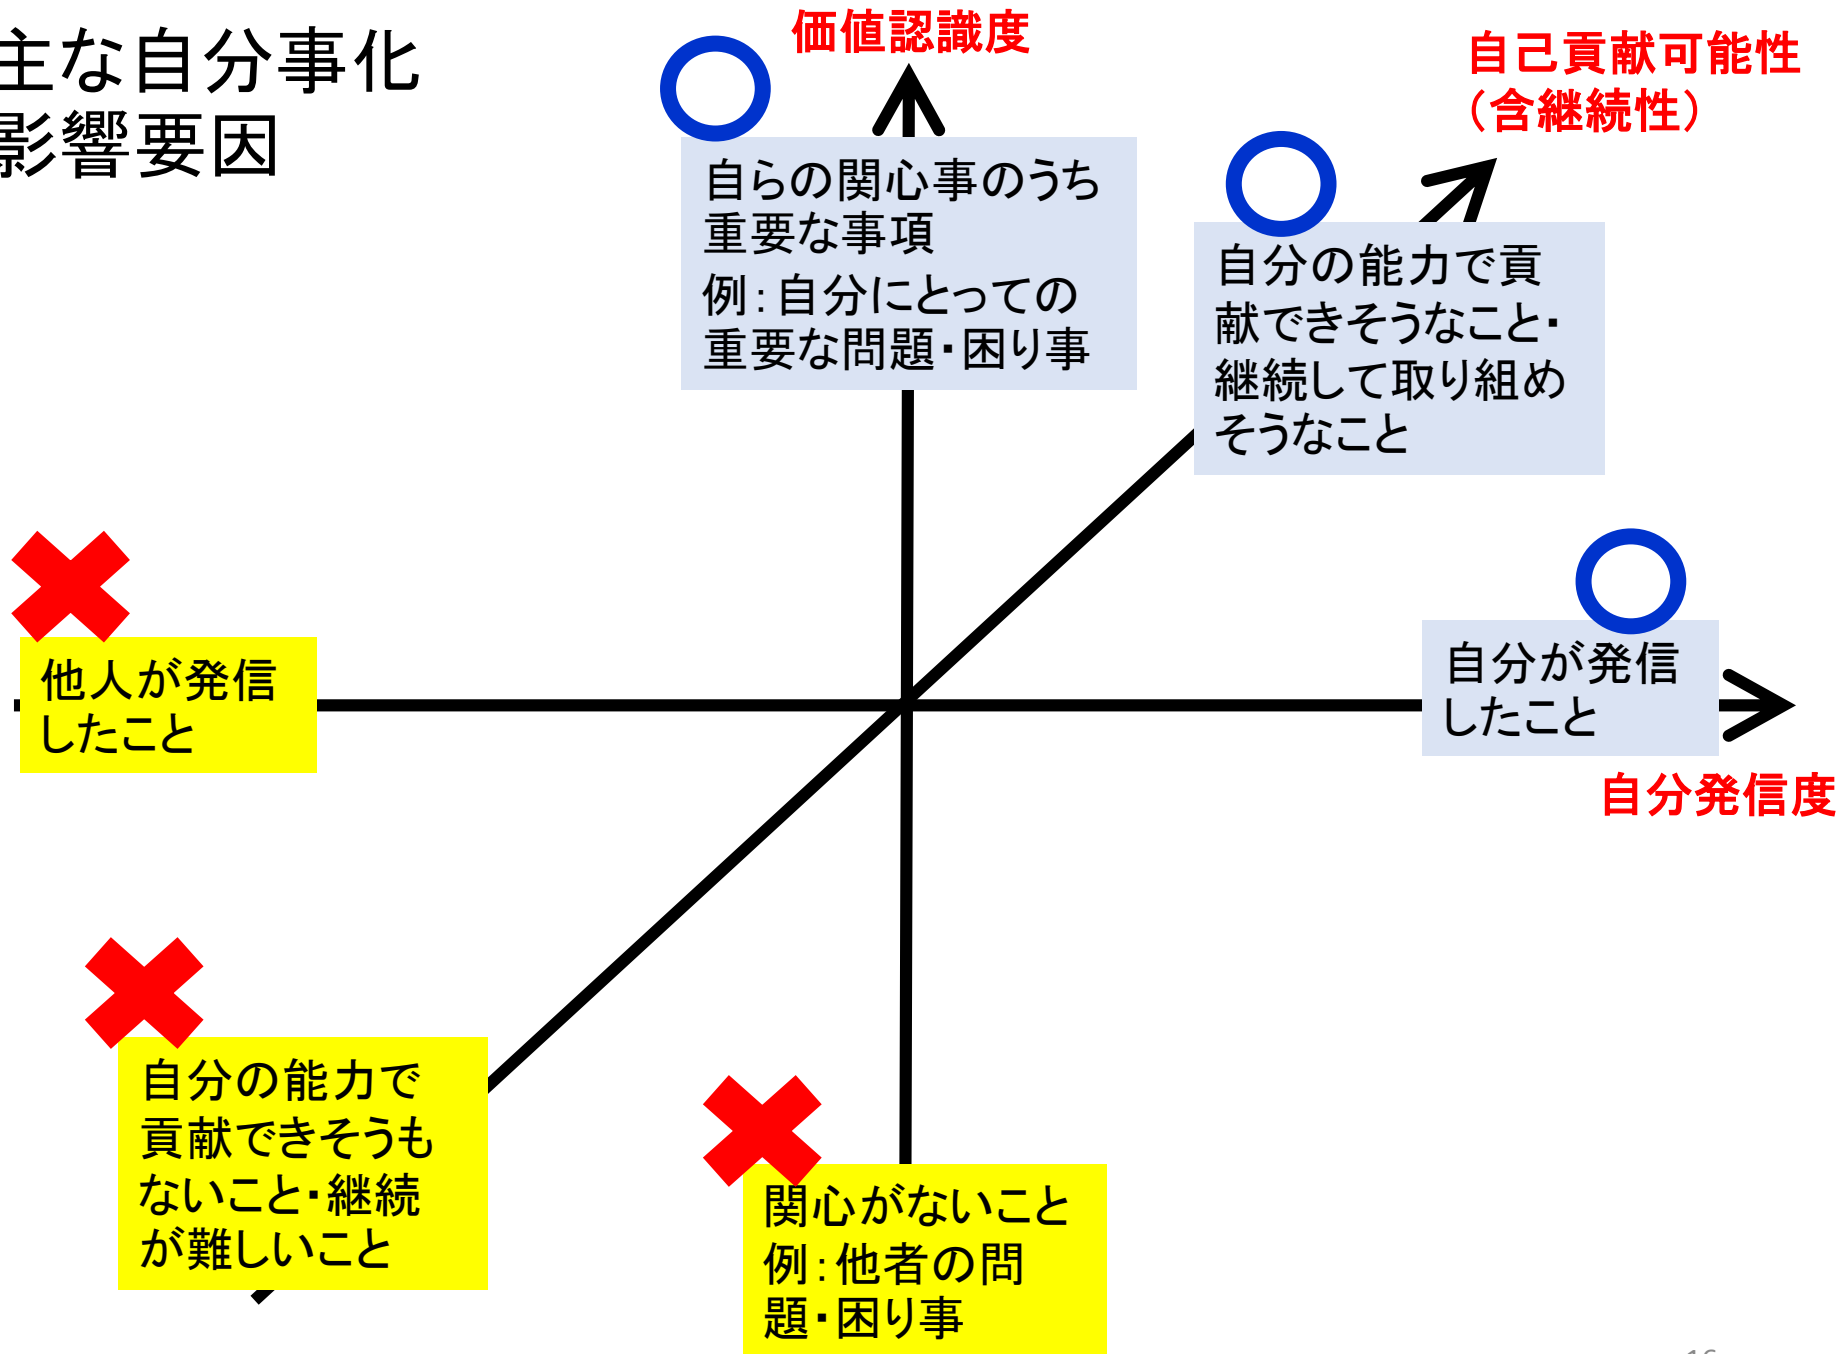 主な自分事化
影響要因
価値認識度
自己貢献可能性
（含継続性）
自らの関心事のうち
重要な事項
例：自分にとっての
重要な問題・困り事
自分の能力で貢
献できそうなこと・
継続して取り組め
そうなこと
他人が発信
したこと
自分が発信
したこと
自分発信度
自分の能力で
貢献できそうも
ないこと・継続
が難しいこと
関心がないこと
例：他者の問
題・困り事